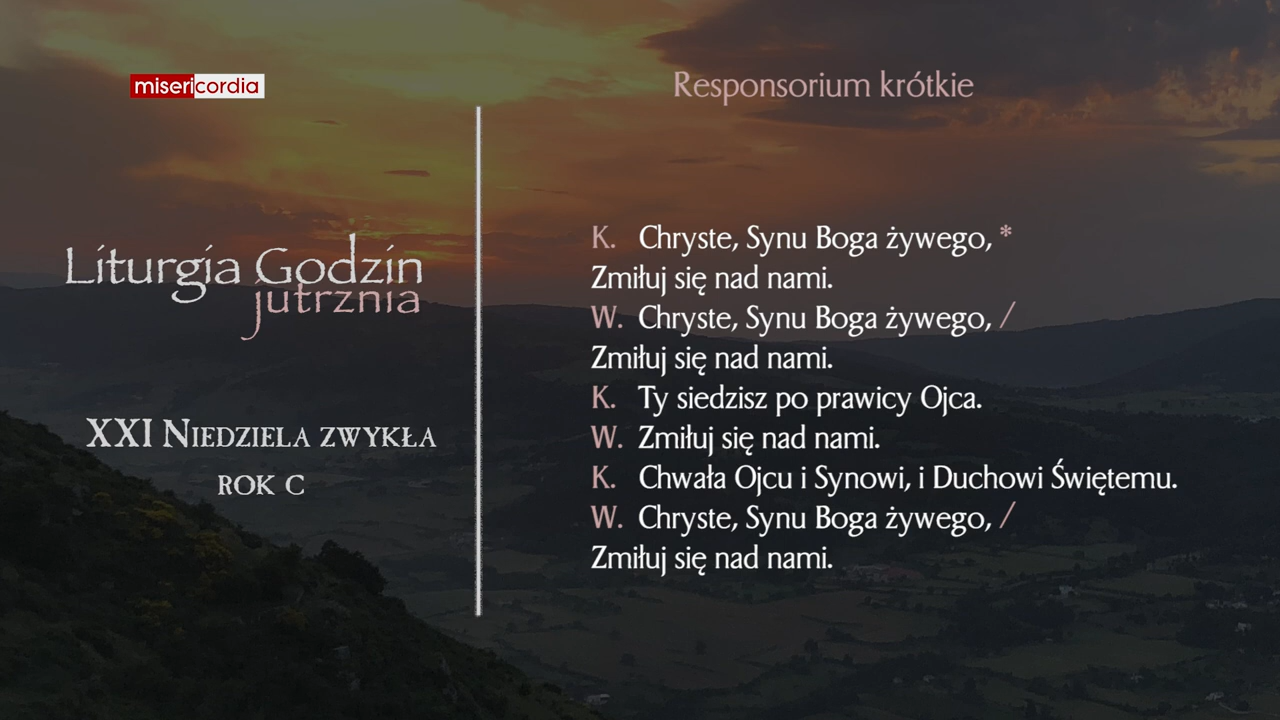 misericordia
Liturgia Godzin
jutrznia
XXI Niedziela zwykła
rok C
Responsorium krótkie
K. Chryste, Synu Boga żywego, *
Zmiłuj się nad nami.
W. Chryste, Synu Boga żywego, /
Zmiłuj się nad nami.
K. Ty siedzisz po prawicy Ojca.
W. Zmiłuj się nad nami.
K. Chwała Ojcu i Synowi, i Duchowi Świętemu.
W. Chryste, Synu Boga żywego, /
Zmiłuj się nad nami.